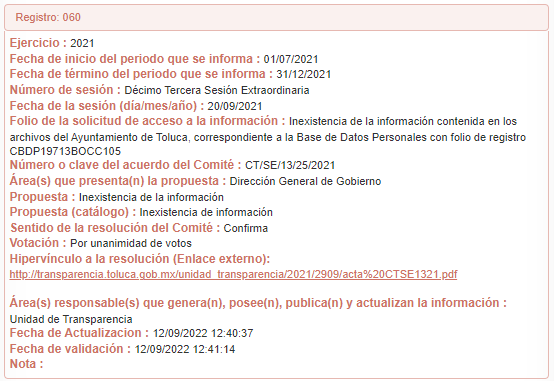 Registro: 060
Ejercicio : 2021
Fecha de inicio del periodo que se informa : 01/07/2021
Fecha de término del periodo que se informa : 31/12/2021
Número de sesión : Décimo Tercera Sesión Extraordinaria
Fecha de la sesión (día/mes/año) : 20/09/2021
Folio de la solicitud de acceso a la información : Inexistencia de la información contenida en los
archivos del Ayuntamiento de Toluca, correspondiente a la Base de Datos Personales con folio de registro
CBDP19713BOCC105
Número o clave del acuerdo del Comité : CT/SE/13/25/2021
Área(s) que presenta(n) la propuesta : Dirección General de Gobierno
Propuesta : Inexistencia de la información
Propuesta (catálogo) : Inexistencia de información
Sentido de la resolución del Comité : Confirma
Votación : Por unanimidad de votos
Hipervínculo a la resolución (Enlace externo):
http://transparencia.toluca.gob.mx/unidad_transparencia/2021/2909/acta%20CTSE1321.pdf
Área(s) responsable(s) que genera(n), posee(n), publica(n) y actualizan la información :
Unidad de Transparencia
Fecha de Actualizacion : 12/09/2022 12:40:37
Fecha de validación : 12/09/2022 12:41:14
Nota :